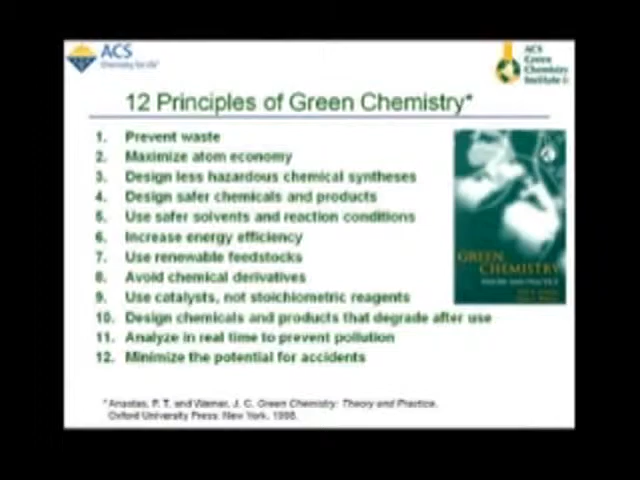 ACS
Chemistry for Life®
ACS
Green
Chemistry
Institute®
12 Principles of Green Chemistry*
1. Prevent waste
2. Maximize atom economy
3. Design less hazardous chemical syntheses
4. Design safer chemicals and products
5. Use safer solvents and reaction conditions
6. Increase energy efficiency
7. Use renewable feedstocks
8. Avoid chemical derivatives
9. Use catalysts, not stoichiometric reagents
10. Design chemicals and products that degrade after use
11. Analyze in real time to prevent pollution
12. Minimize the potential for accidents
GREEN
CHEMISTRY
THEORY AND PRACTICE
*Anastas, P. T. and Warner, J. C. Green Chemistry: Theory and Practice.
Oxford University Press: New York, 1998.